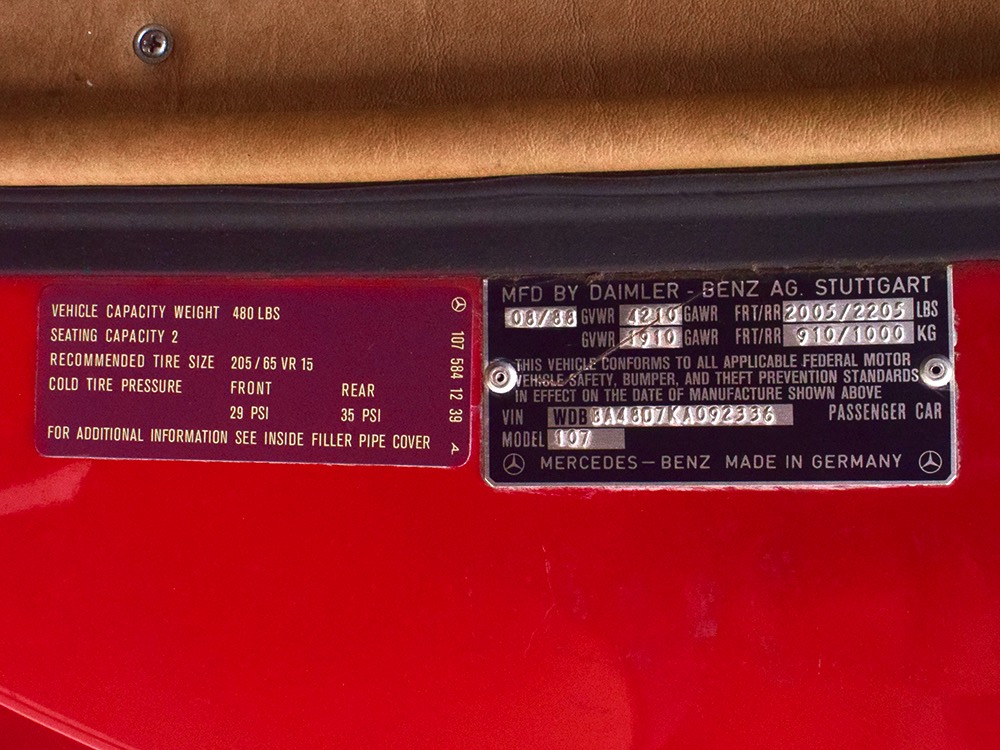 VEHICLE CAPACITY WEIGHT 480 LBS
SEATING CAPACITY 2
RECOMMENDED TIRE SIZE 205/65 VR 15
COLD TIRE PRESSURE FRONT REAR
29 PSI 35 PSI
FOR ADDITIONAL INFORMATION SEE INSIDE FILLER PIPE COVER
107 584 12 39 A
MFD BY DAIMLER-BENZ AG. STUTTGART
08/88 GVWR 4210 GAWR FRT/RR 2005/2205 LBS
GVWR 1910 GAWR FRT/RR 910/1000 KG
THIS VEHICLE CONFORMS TO ALL APPLICABLE FEDERAL MOTOR
VEHICLE SAFETY, BUMPER, AND THEFT PREVENTION STANDARDS
IN EFFECT ON THE DATE OF MANUFACTURE SHOWN ABOVE
VIN WDBBA48D7KA092336 PASSENGER CAR
MODEL 107
MERCEDES-BENZ MADE IN GERMANY